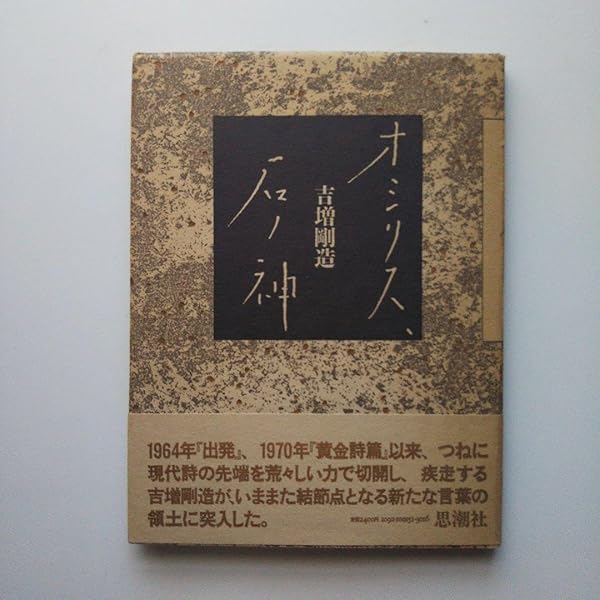 オシリス、
石ノ神
吉増剛造
1964年『出発』、1970年『黄金詩篇』以来、つねに
現代詩の先端を荒々しい力で切開し、疾走する
吉増剛造が、いままた結節点となる新たな言葉の
領土に突入した。
思潮社